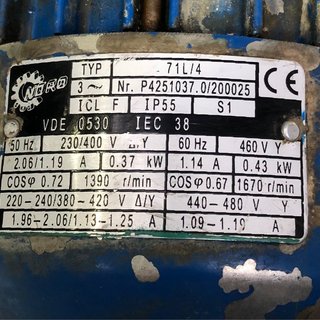 NORD
TYP 71L/4
3~ Nr. P4251037.0/200025 CE
ICL F IP55 S1
VDE 0530 IEC 38
50 Hz 230/400 V Δ/Y 60 Hz 460 V Y
2.06/1.19 A 0.37 kW 1.14 A 0.43 kW
COSφ 0.72 1390 r/min COSφ 0.67 1670 r/min
220-240/380-420 V Δ/Y 440-480 V Y
1.96-2.06/1.13-1.25 A 1.09-1.19 A